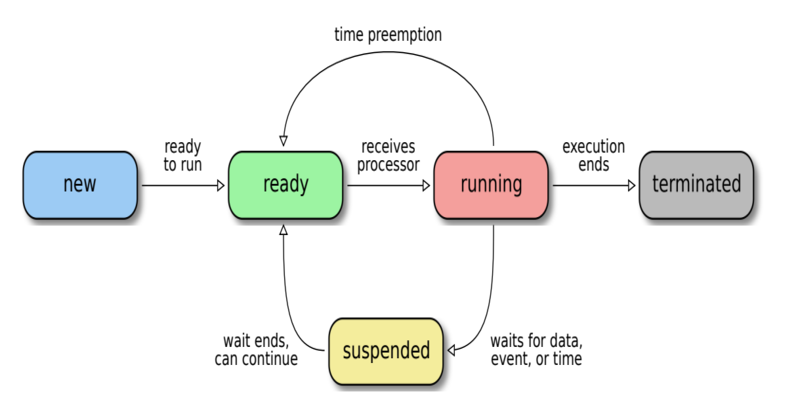 time preemption
ready
to run
receives
processor
execution
ends
new
ready
running
terminated
wait ends,
can continue
suspended
waits for data,
event, or time